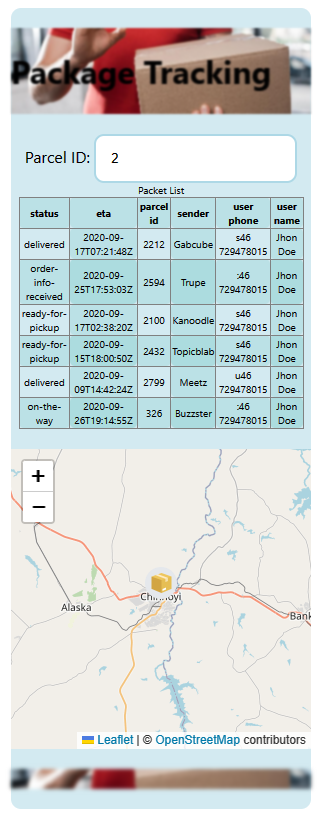 Package Tracking
Parcel ID: 2
Packet List
status eta parcel id sender user phone user name
delivered 2020-09-17T07:21:48Z 2212 Gabcube s46 729478015 Jhon Doe
order-info-received 2020-09-25T17:53:03Z 2594 Trupe :46 729478015 Jhon Doe
ready-for-pickup 2020-09-17T02:38:20Z 2100 Kanoodle s46 729478015 Jhon Doe
ready-for-pickup 2020-09-15T18:00:50Z 2432 Topicblab s46 729478015 Jhon Doe
delivered 2020-09-09T14:42:24Z 2799 Meetz u46 729478015 Jhon Doe
on-the-way 2020-09-26T19:14:55Z 326 Buzzster :46 729478015 Jhon Doe
+
−
Chinhoyi
Alaska
Bank
Leaflet | © OpenStreetMap contributors